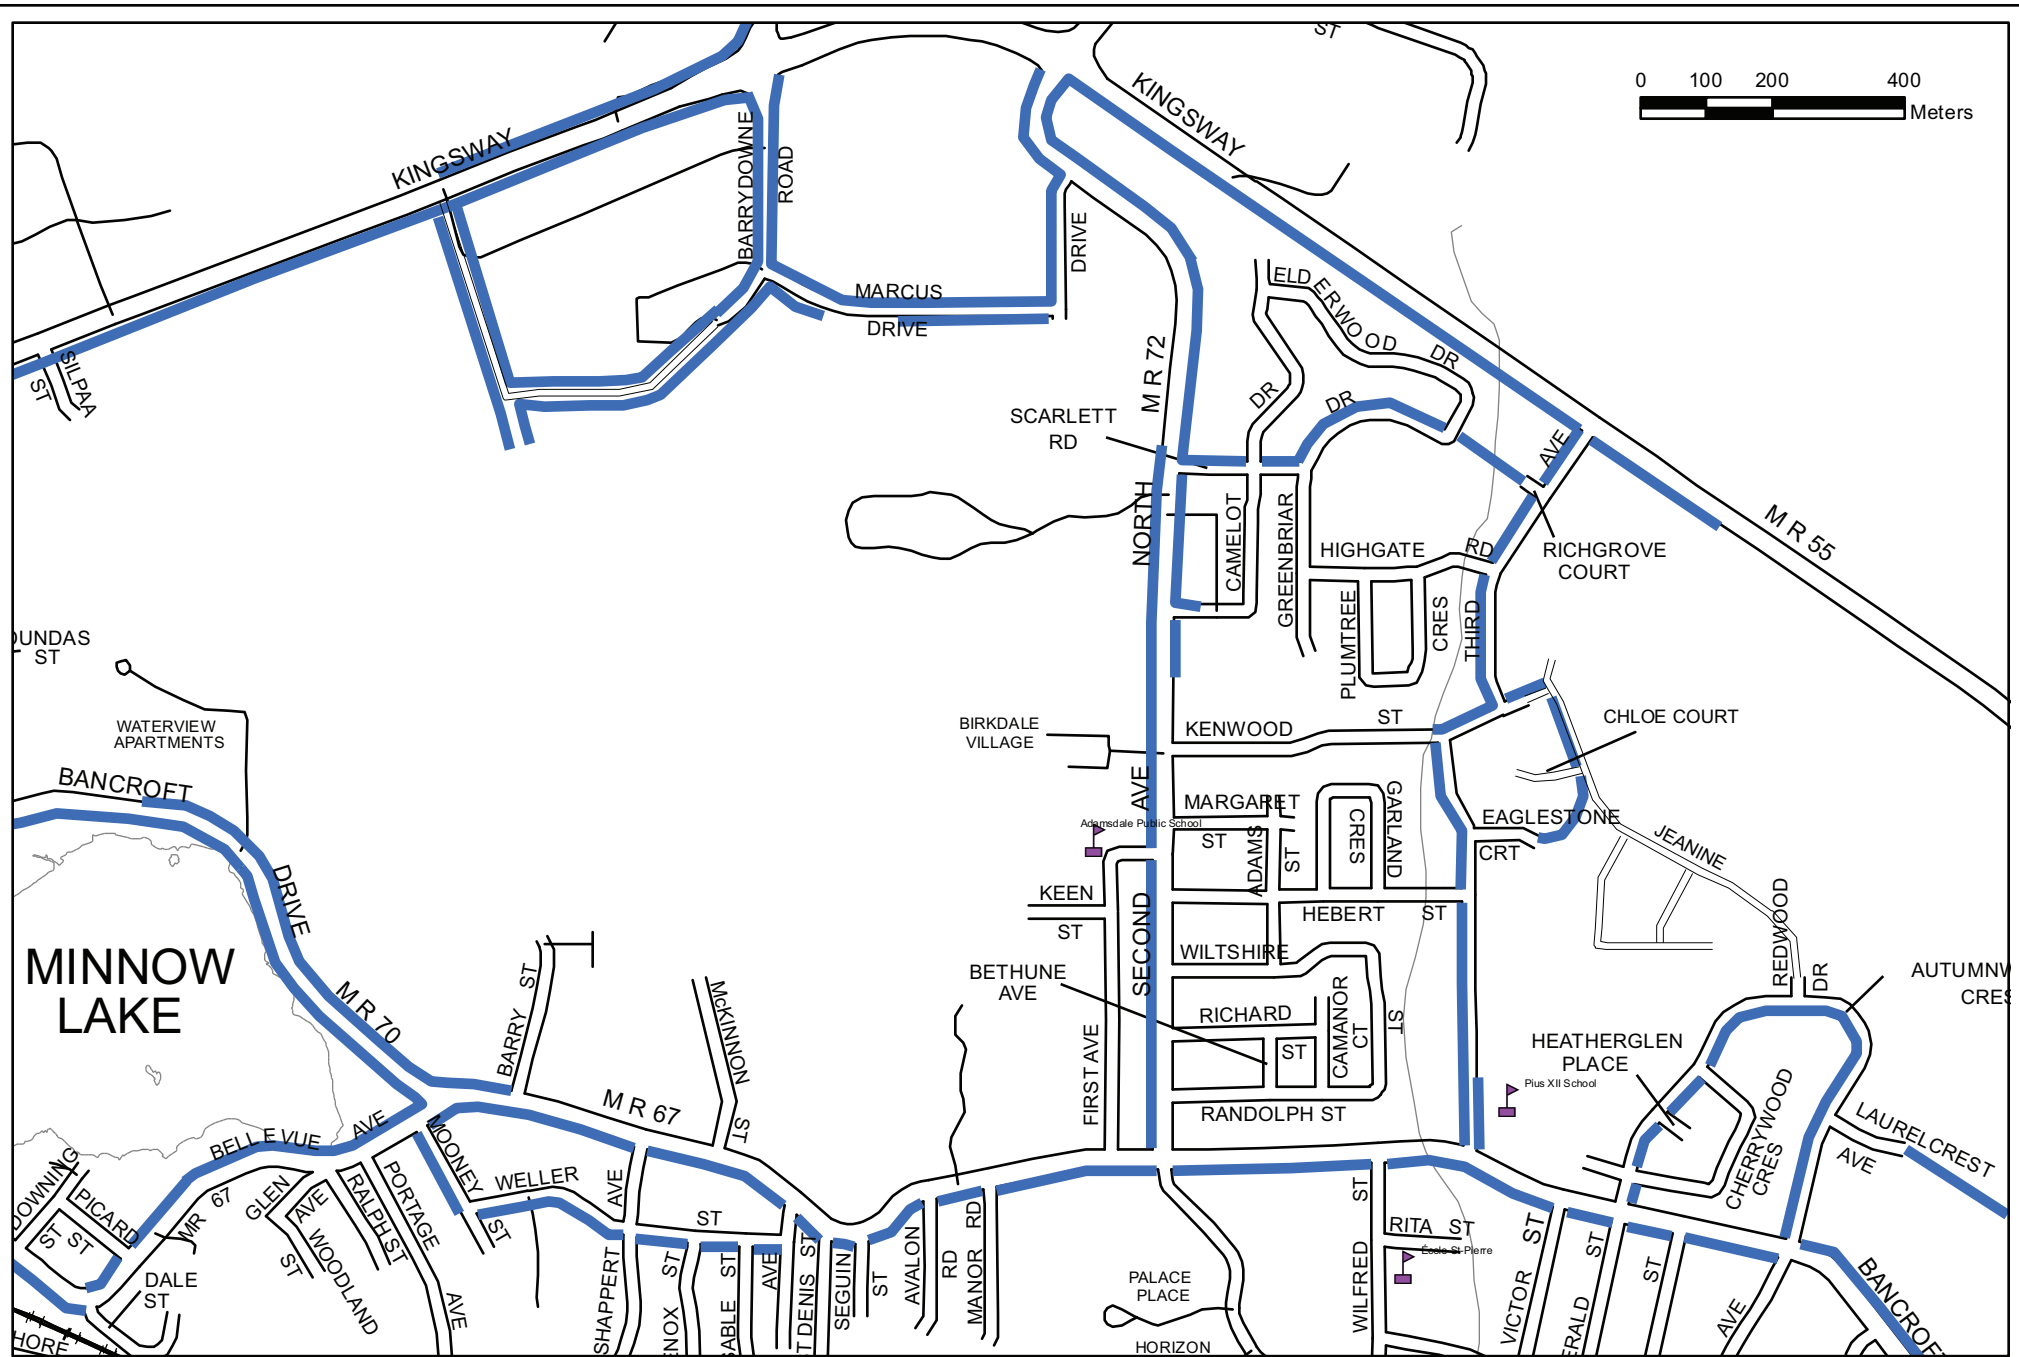 ST
0 100 200 400
Meters
KINGSWAY
KINGSWAY
BARRYDOWNE
ROAD
DRIVE
MARCUS
DRIVE
SILPAA
ST
M R 72
ELDERWOOD
DR
DR
DR
SCARLETT
RD
AVE
M R 55
NORTH
CAMELOT
GREENBRIAR
HIGHGATE
RD
RICHGROVE
COURT
PLUMTREE
CRES
THIRD
ST
WATERVIEW
APARTMENTS
BIRKDALE
VILLAGE
KENWOOD
ST
CHLOE COURT
BANCROFT
DRIVE
AVE
MARGARET
ST
ADAMS
ST
CRES
GARLAND
EAGLESTONE
CRT
JEANINE
Adamsdale Public School
KEEN
ST
SECOND
HEBERT
ST
WILTSHIRE
REDWOOD
DR
MINNOW
LAKE
M R 70
BARRY
ST
McKINNON
ST
BETHUNE
AVE
FIRST AVE
RICHARD
ST
CAMANOR
CT
ST
RANDOLPH ST
HEATHERGLEN
PLACE
Pius XII School
CHERRYWOOD
CRES
LAURELCREST
AVE
M R 67
BELLEVUE
AVE
MOONEY
ST
WELLER
ST
AVE
DOWNING
ST
PICARD
ST
MR 67
GLEN
AVE
ST
WOODLAND
RALPH ST
PORTAGE
AVE
DALE
ST
SHAPPERT
ST
ST
AVE
SEGUIN
ST
AVALON
RD
MANOR
RD
PALACE
PLACE
HORIZON
WILFRED
ST
RITA ST
École St-Pierre
VICTOR
ST
ST
ST
AVE